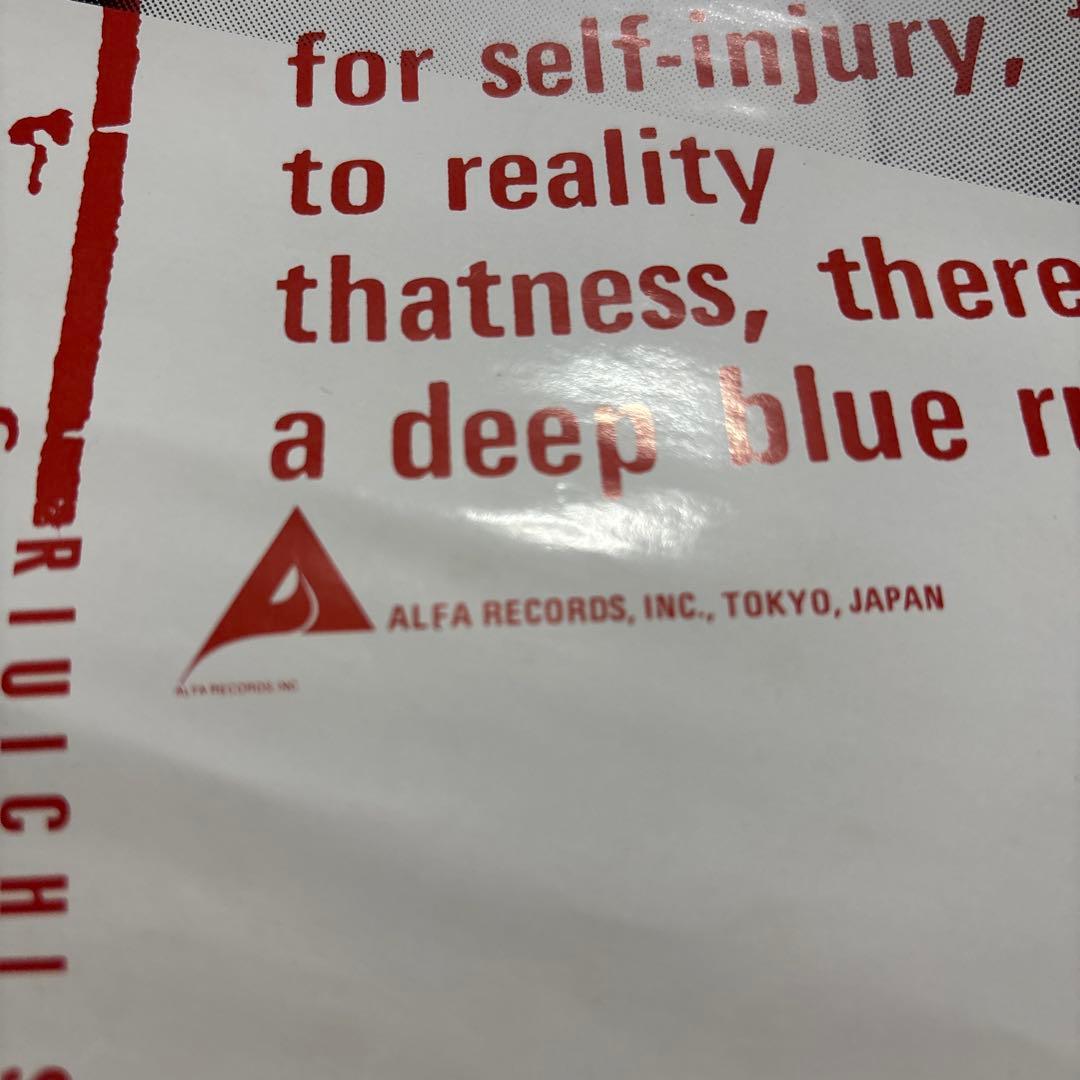 for self-injury,
to reality
thatness, there
a deep blue
ALFA RECORDS, INC., TOKYO, JAPAN
ALFA RECORDS, INC
RIUICHI S